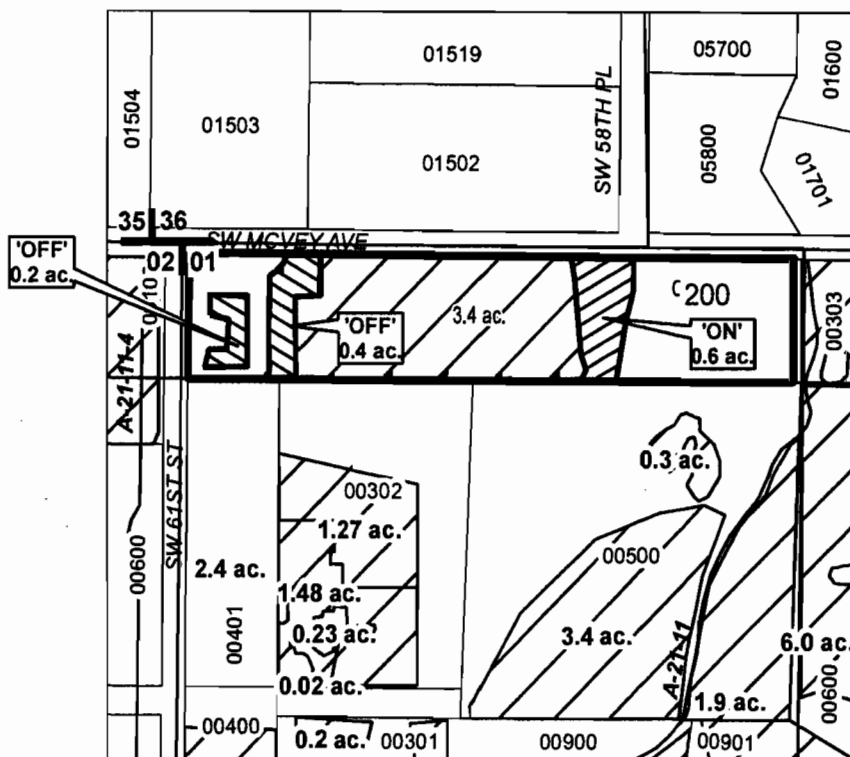 01519
05700
01600
01504
01503
SW 58TH PL
01502
05800
01701
35 36
SW MCVEY AVE
'OFF'
0.2 ac.
02 01
C 200
3.4 ac.
'OFF'
0.4 ac.
'ON'
0.6 ac.
00303
A-21-11-4
SW 61ST ST
0.3 ac.
00302
1.27 ac.
00500
00600
2.4 ac.
1.48 ac.
0.23 ac.
3.4 ac.
A-21-11
6.0 ac.
00401
0.02 ac.
1.9 ac.
00600
00400
0.2 ac.
00301
00900
00901